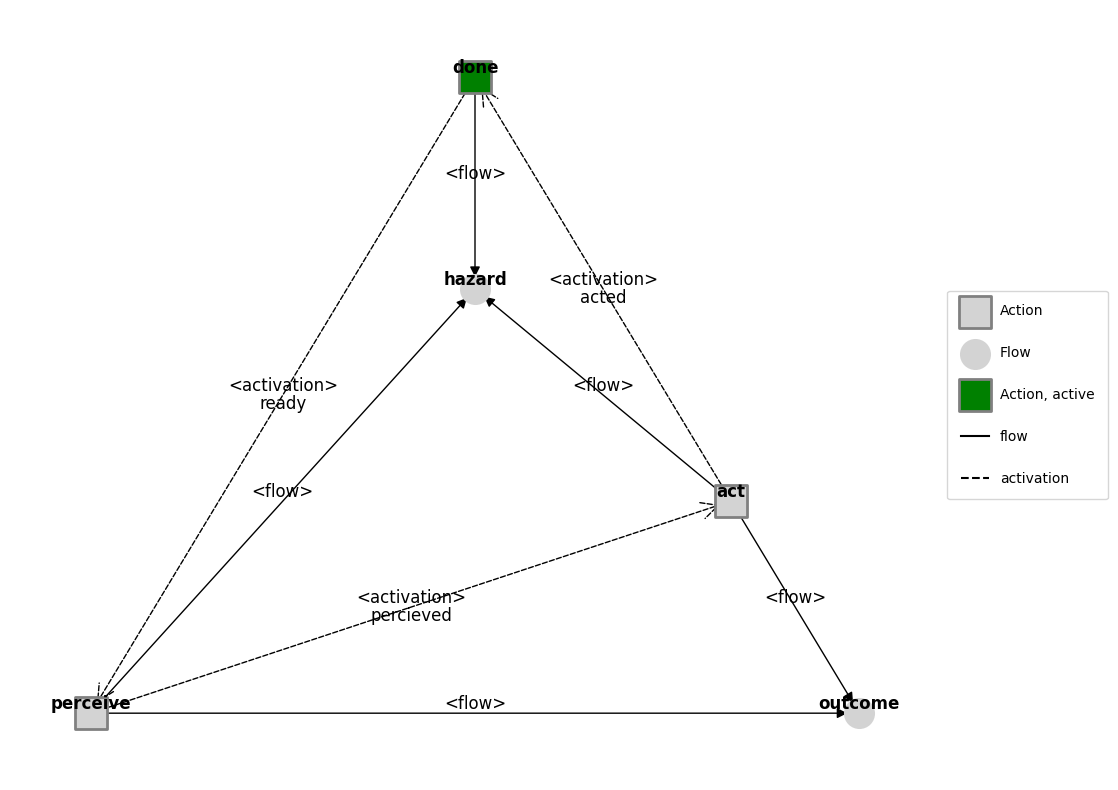 done
<flow>
hazard
<activation>
acted
Action
Flow
<activation>
ready
<flow>
Action, active
flow
activation
<flow>
act
<activation>
percieved
<flow>
perceive
<flow>
outcome